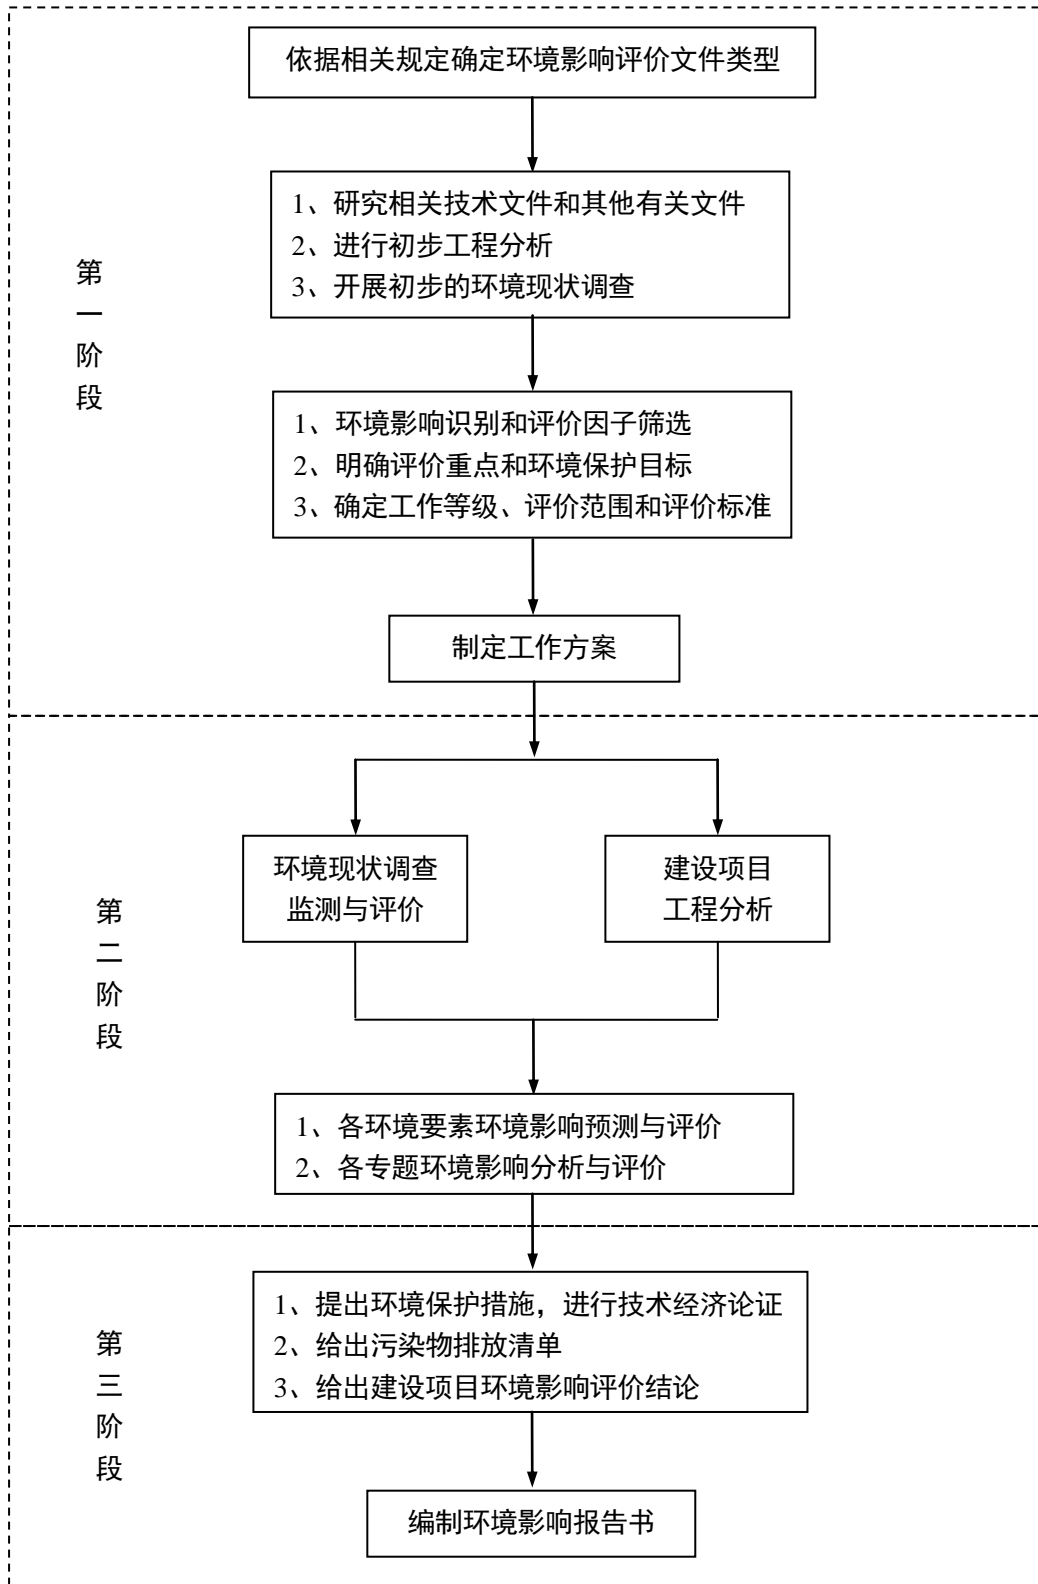 依据相关规定确定环境影响评价文件类型
1、研究相关技术文件和其他有关文件
2、进行初步工程分析
3、开展初步的环境现状调查
第
一
阶
段
1、环境影响识别和评价因子筛选
2、明确评价重点和环境保护目标
3、确定工作等级、评价范围和评价标准
制定工作方案
环境现状调查
监测与评价
建设项目
工程分析
第
二
阶
段
1、各环境要素环境影响预测与评价
2、各专题环境影响分析与评价
1、提出环境保护措施，进行技术经济论证
2、给出污染物排放清单
3、给出建设项目环境影响评价结论
第
三
阶
段
编制环境影响报告书